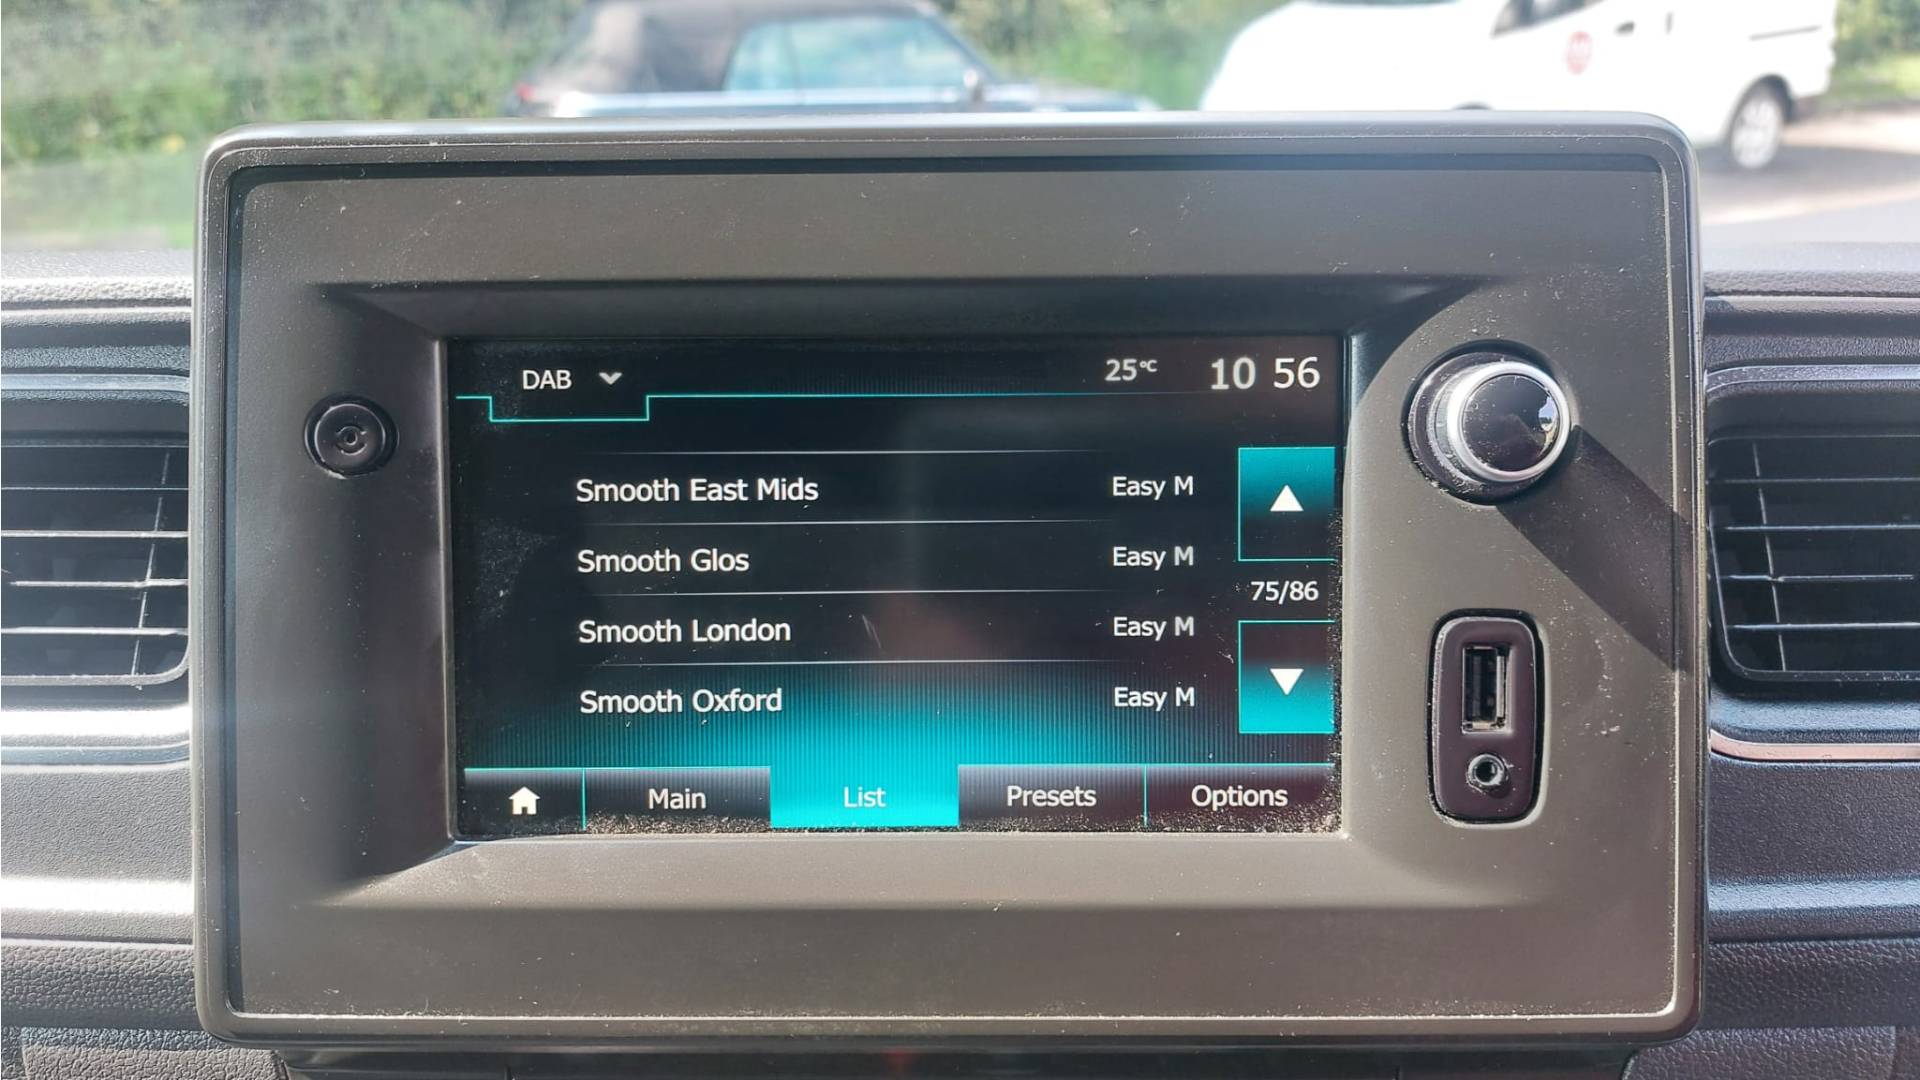 DAB 25°C 10 56
Smooth East Mids Easy M
Smooth Glos Easy M
75/86
Smooth London Easy M
Smooth Oxford Easy M
Main List Presets Options